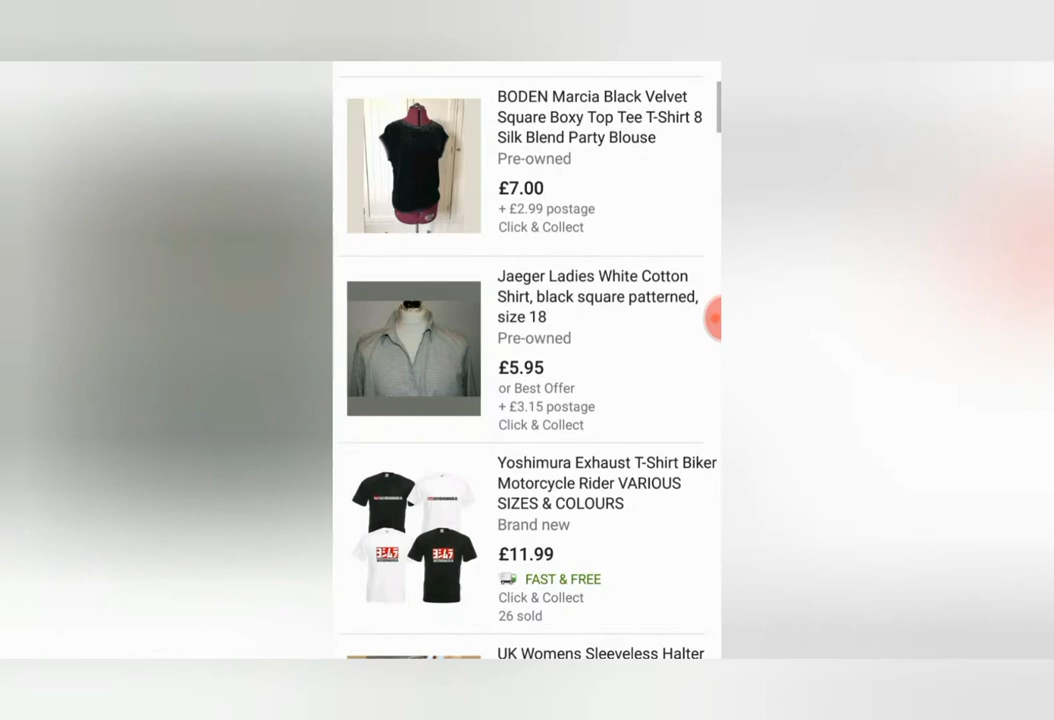 BODEN Marcia Black Velvet
Square Boxy Top Tee T-Shirt 8
Silk Blend Party Blouse
Pre-owned
£7.00
+ £2.99 postage
Click & Collect
Jaeger Ladies White Cotton
Shirt, black square patterned,
size 18
Pre-owned
£5.95
or Best Offer
+ £3.15 postage
Click & Collect
Yoshimura Exhaust T-Shirt Biker
Motorcycle Rider VARIOUS
SIZES & COLOURS
Brand new
£11.99
FAST & FREE
Click & Collect
26 sold
UK Womens Sleeveless Halter